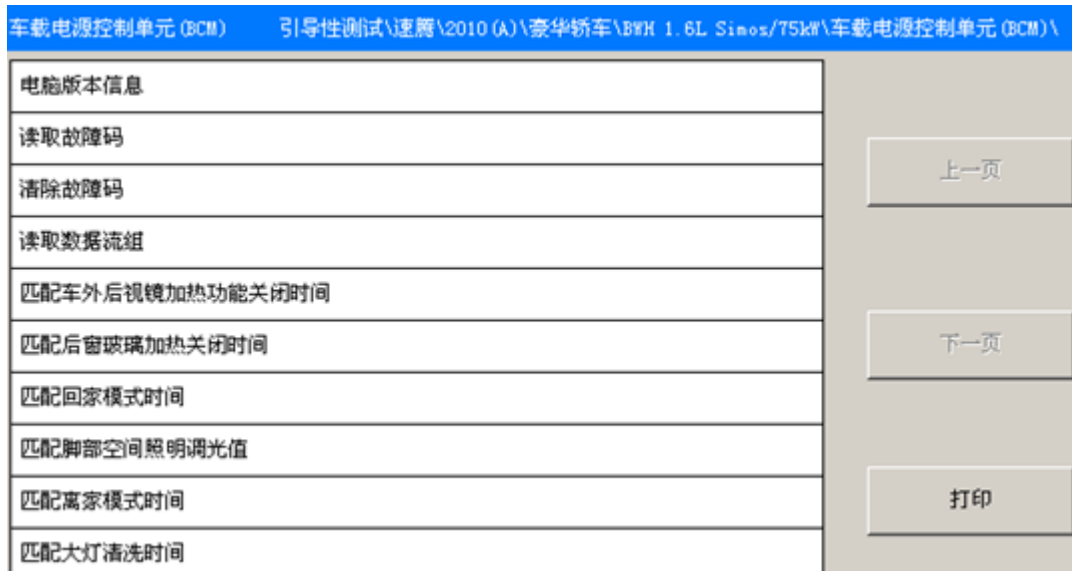 车载电源控制单元(BCM) 引导性测试\速腾\2010(A)\豪华轿车\BWH 1.6L Simos/75kW\车载电源控制单元(BCM)\
电脑版本信息
读取故障码
上一页
清除故障码
读取数据流组
匹配车外后视镜加热功能关闭时间
匹配后窗玻璃加热关闭时间
下一页
匹配回家模式时间
匹配脚部空间照明调光值
匹配离家模式时间
打印
匹配大灯清洗时间